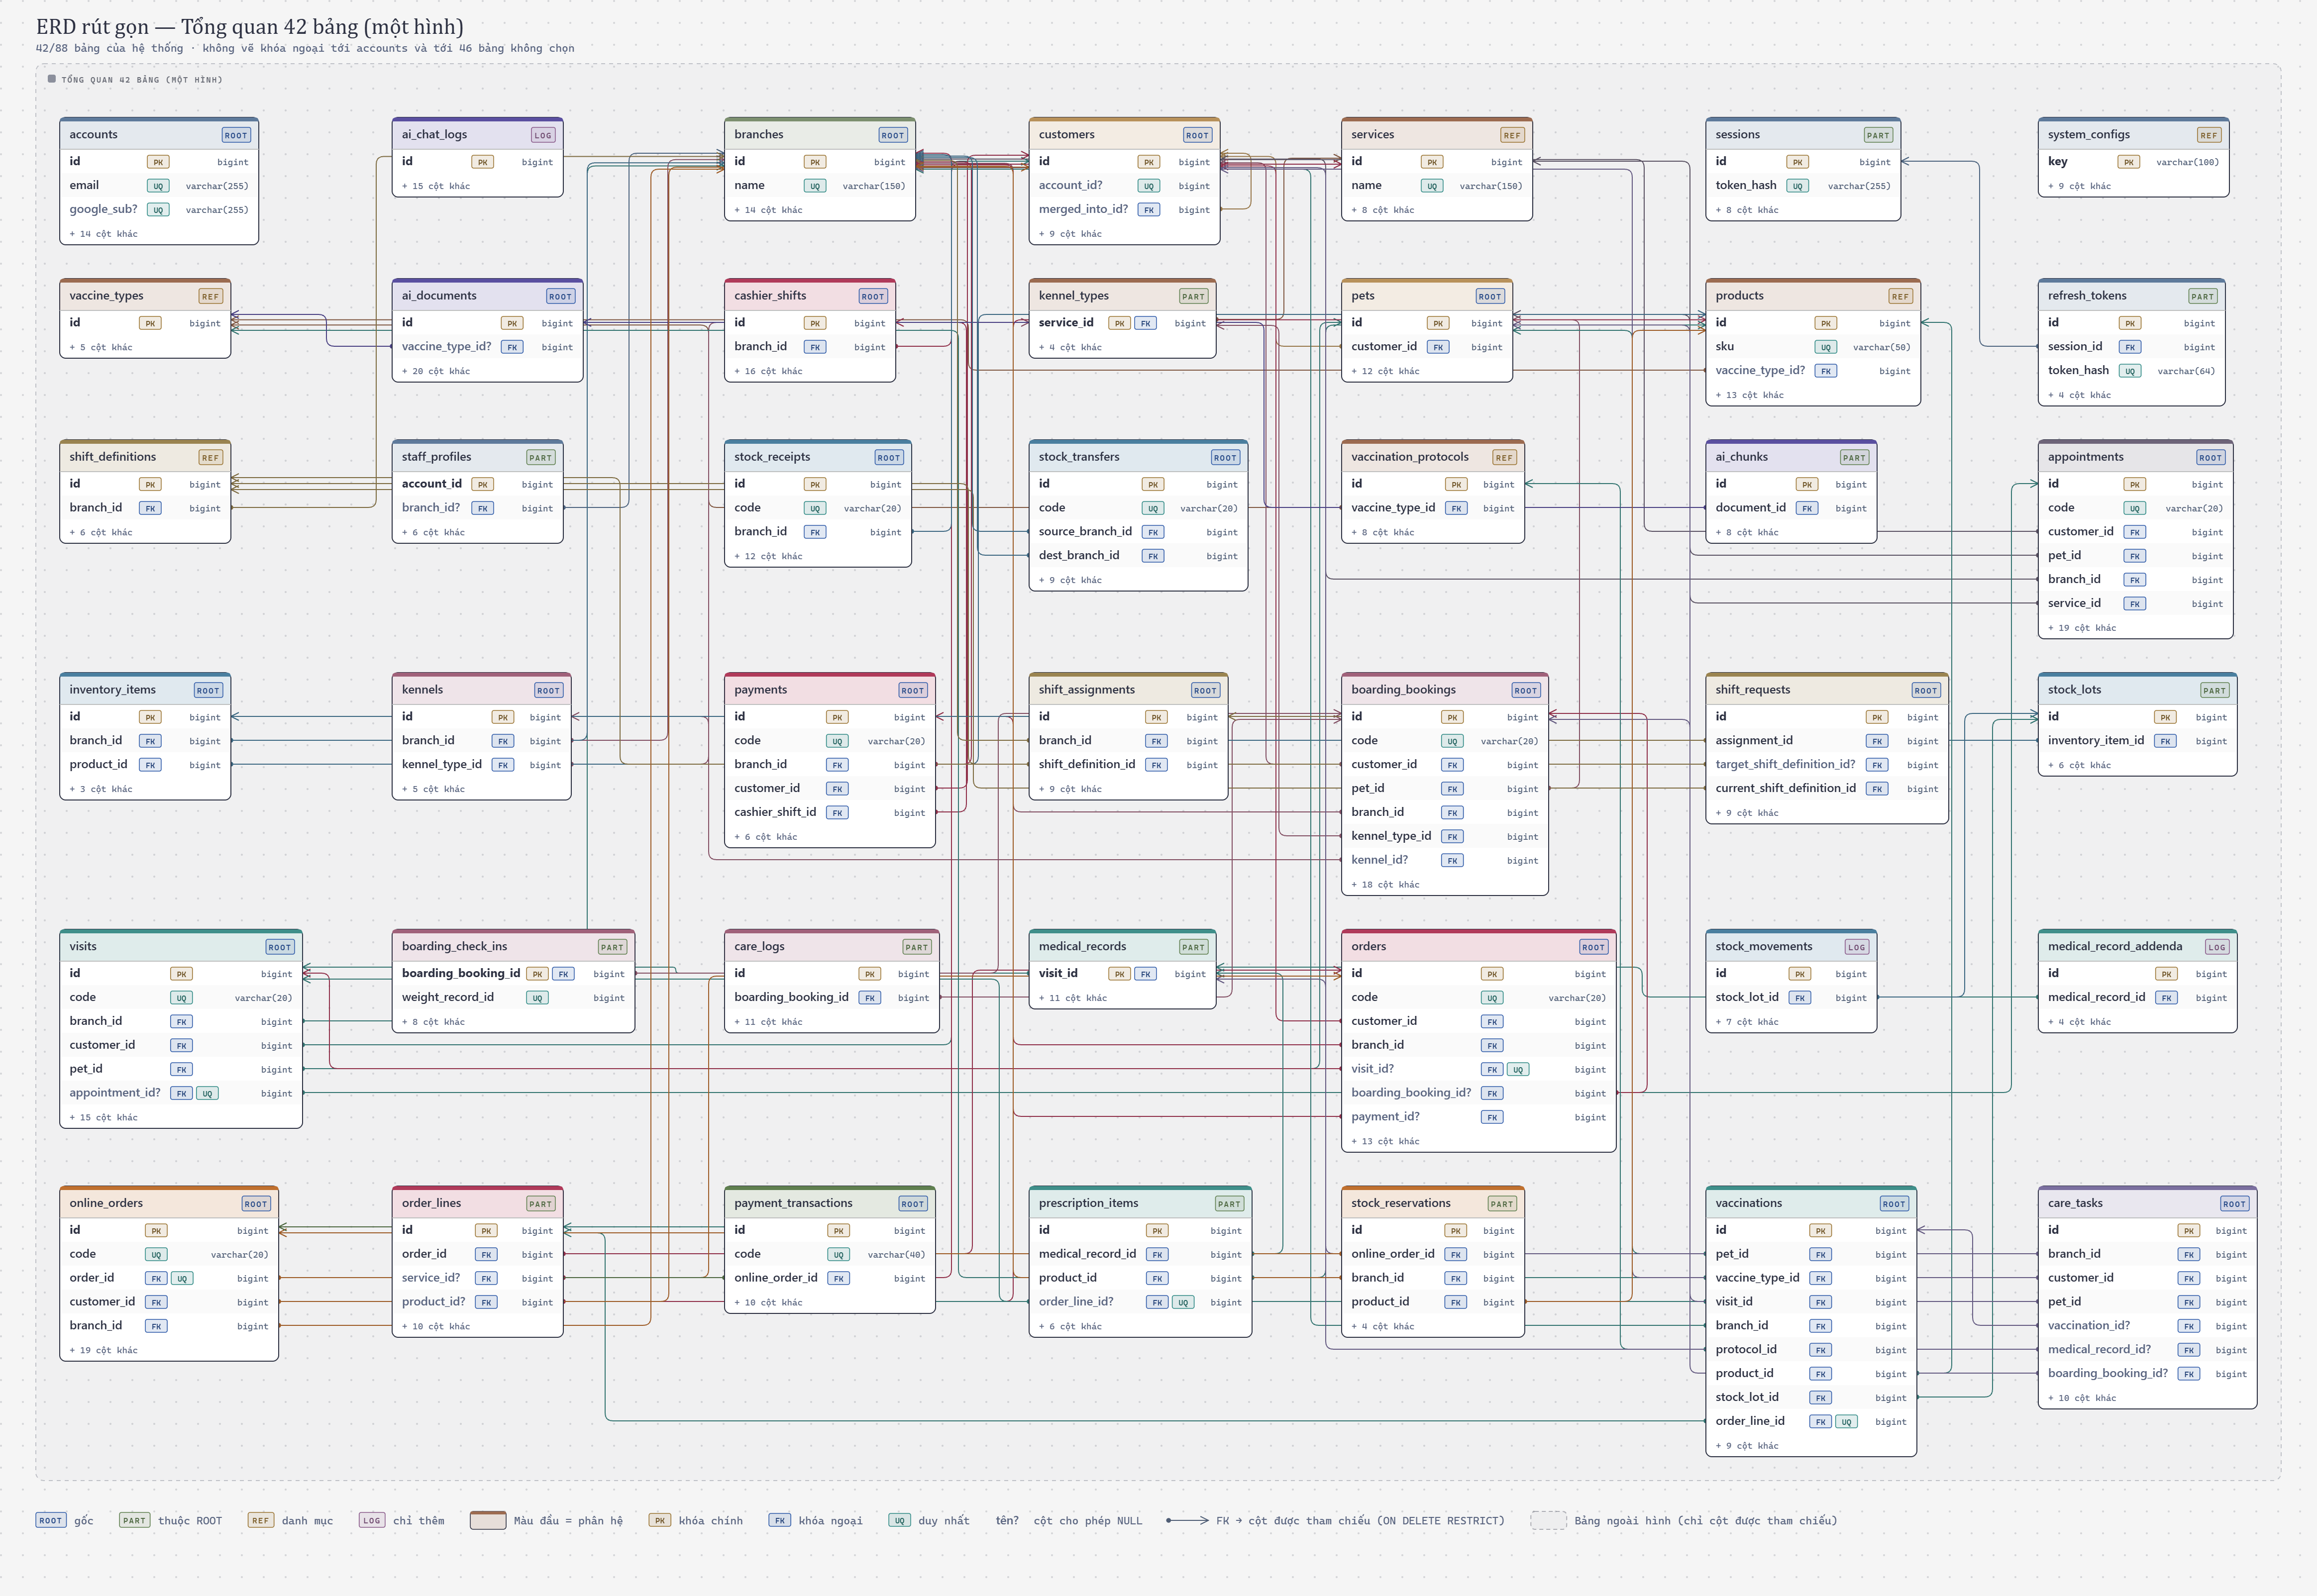 ERD rút gọn — Tổng quan 42 bảng (một hình)
42/88 bảng của hệ thống · không vẽ khóa ngoại tới accounts và tới 46 bảng không chọn
TỔNG QUAN 42 BẢNG (MỘT HÌNH)
accounts ROOT
id PK bigint
email UQ varchar(255)
google_sub? UQ varchar(255)
+ 14 cột khác
ai_chat_logs LOG
id PK bigint
+ 15 cột khác
branches ROOT
id PK bigint
name UQ varchar(150)
+ 14 cột khác
customers ROOT
id PK bigint
account_id? UQ bigint
merged_into_id? FK bigint
+ 9 cột khác
services REF
id PK bigint
name UQ varchar(150)
+ 8 cột khác
sessions PART
id PK bigint
token_hash UQ varchar(255)
+ 8 cột khác
system_configs REF
key PK varchar(100)
+ 9 cột khác
vaccine_types REF
id PK bigint
+ 5 cột khác
ai_documents ROOT
id PK bigint
vaccine_type_id? FK bigint
+ 20 cột khác
cashier_shifts ROOT
id PK bigint
branch_id FK bigint
+ 16 cột khác
kennel_types PART
service_id PK FK bigint
+ 4 cột khác
pets ROOT
id PK bigint
customer_id FK bigint
+ 12 cột khác
products REF
id PK bigint
sku UQ varchar(50)
vaccine_type_id? FK bigint
+ 13 cột khác
refresh_tokens PART
id PK bigint
session_id FK bigint
token_hash UQ varchar(64)
+ 4 cột khác
shift_definitions REF
id PK bigint
branch_id FK bigint
+ 6 cột khác
staff_profiles PART
account_id PK bigint
branch_id? FK bigint
+ 6 cột khác
stock_receipts ROOT
id PK bigint
code UQ varchar(20)
branch_id FK bigint
+ 12 cột khác
stock_transfers ROOT
id PK bigint
code UQ varchar(20)
source_branch_id FK bigint
dest_branch_id FK bigint
+ 9 cột khác
vaccination_protocols REF
id PK bigint
vaccine_type_id FK bigint
+ 8 cột khác
ai_chunks PART
id PK bigint
document_id FK bigint
+ 8 cột khác
appointments ROOT
id PK bigint
code UQ varchar(20)
customer_id FK bigint
pet_id FK bigint
branch_id FK bigint
service_id FK bigint
+ 19 cột khác
inventory_items ROOT
id PK bigint
branch_id FK bigint
product_id FK bigint
+ 3 cột khác
kennels ROOT
id PK bigint
branch_id FK bigint
kennel_type_id FK bigint
+ 5 cột khác
payments ROOT
id PK bigint
code UQ varchar(20)
branch_id FK bigint
customer_id FK bigint
cashier_shift_id FK bigint
+ 6 cột khác
shift_assignments ROOT
id PK bigint
branch_id FK bigint
shift_definition_id FK bigint
+ 9 cột khác
boarding_bookings ROOT
id PK bigint
code UQ varchar(20)
customer_id FK bigint
pet_id FK bigint
branch_id FK bigint
kennel_type_id FK bigint
kennel_id? FK bigint
+ 18 cột khác
shift_requests ROOT
id PK bigint
assignment_id FK bigint
target_shift_definition_id? FK bigint
current_shift_definition_id FK bigint
+ 9 cột khác
stock_lots PART
id PK bigint
inventory_item_id FK bigint
+ 6 cột khác
visits ROOT
id PK bigint
code UQ varchar(20)
branch_id FK bigint
customer_id FK bigint
pet_id FK bigint
appointment_id? FK UQ bigint
+ 15 cột khác
boarding_check_ins PART
boarding_booking_id PK FK bigint
weight_record_id UQ bigint
+ 8 cột khác
care_logs PART
id PK bigint
boarding_booking_id FK bigint
+ 11 cột khác
medical_records PART
visit_id PK FK bigint
+ 11 cột khác
orders ROOT
id PK bigint
code UQ varchar(20)
customer_id FK bigint
branch_id FK bigint
visit_id? FK UQ bigint
boarding_booking_id? FK bigint
payment_id? FK bigint
+ 13 cột khác
stock_movements LOG
id PK bigint
stock_lot_id FK bigint
+ 7 cột khác
medical_record_addenda LOG
id PK bigint
medical_record_id FK bigint
+ 4 cột khác
online_orders ROOT
id PK bigint
code UQ varchar(20)
order_id FK UQ bigint
customer_id FK bigint
branch_id FK bigint
+ 19 cột khác
order_lines PART
id PK bigint
order_id FK bigint
service_id? FK bigint
product_id? FK bigint
+ 10 cột khác
payment_transactions ROOT
id PK bigint
code UQ varchar(40)
online_order_id FK bigint
+ 10 cột khác
prescription_items PART
id PK bigint
medical_record_id FK bigint
product_id FK bigint
order_line_id? FK UQ bigint
+ 6 cột khác
stock_reservations PART
id PK bigint
online_order_id FK bigint
branch_id FK bigint
product_id FK bigint
+ 4 cột khác
vaccinations ROOT
id PK bigint
pet_id FK bigint
vaccine_type_id FK bigint
visit_id FK bigint
branch_id FK bigint
protocol_id FK bigint
product_id FK bigint
stock_lot_id FK bigint
order_line_id FK UQ bigint
+ 9 cột khác
care_tasks ROOT
id PK bigint
branch_id FK bigint
customer_id FK bigint
pet_id FK bigint
vaccination_id? FK bigint
medical_record_id? FK bigint
boarding_booking_id? FK bigint
+ 10 cột khác
ROOT gốc PART thuộc ROOT REF danh mục LOG chỉ thêm Màu đầu = phân hệ PK khóa chính FK khóa ngoại UQ duy nhất tên? cột cho phép NULL FK → cột được tham chiếu (ON DELETE RESTRICT) Bảng ngoài hình (chỉ cột được tham chiếu)